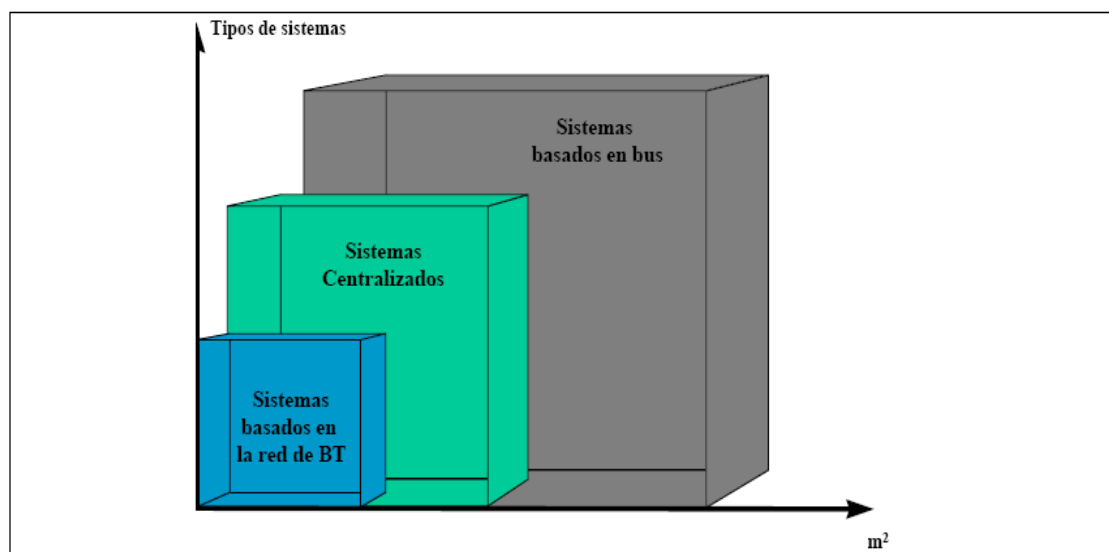 Tipos de sistemas
Sistemas
basados en bus
Sistemas
Centralizados
Sistemas
basados en
la red de BT
m²